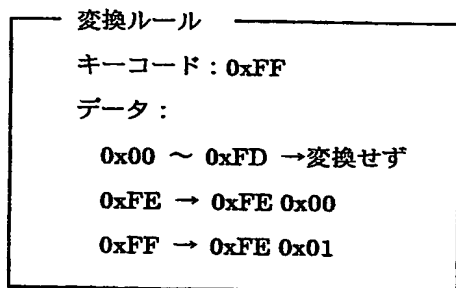 変換ルール
キーコード：0xFF
データ：
0x00 ～ 0xFD →変換せず
0xFE → 0xFE 0x00
0xFF → 0xFE 0x01